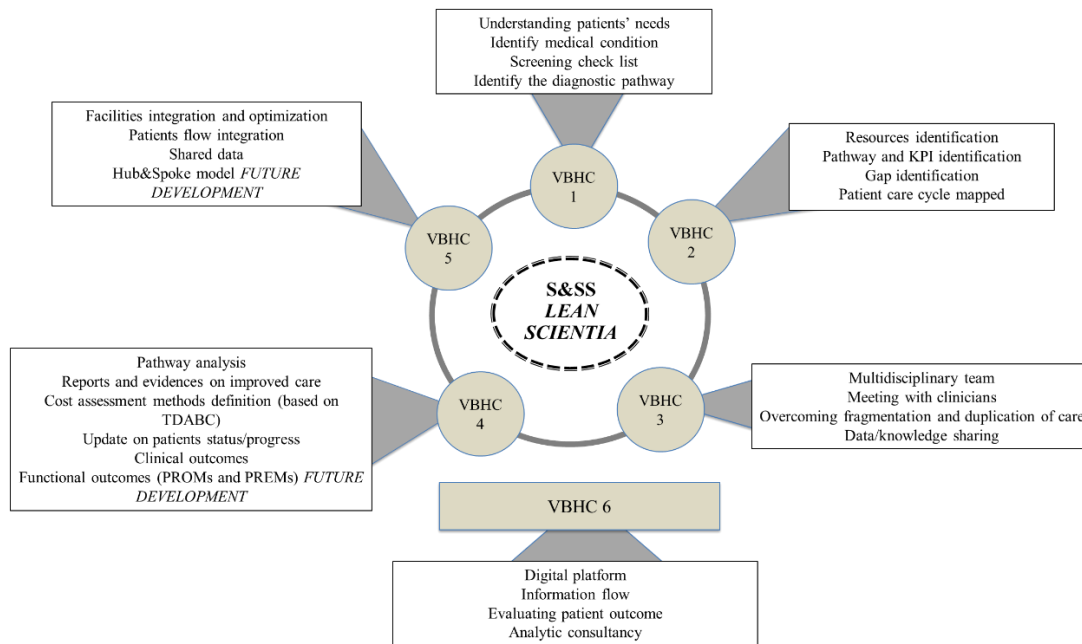 Understanding patients' needs
Identify medical condition
Screening check list
Identify the diagnostic pathway
Facilities integration and optimization
Patients flow integration
Shared data
Hub&Spoke model FUTURE
DEVELOPMENT
Resources identification
Pathway and KPI identification
Gap identification
Patient care cycle mapped
VBHC
1
VBHC
2
VBHC
5
S&SS
LEAN
SCIENTIA
Pathway analysis
Reports and evidences on improved care
Cost assessment methods definition (based on
TDABC)
Update on patients status/progress
Clinical outcomes
Functional outcomes (PROMs and PREMs) FUTURE
DEVELOPMENT
VBHC
4
VBHC
3
Multidisciplinary team
Meeting with clinicians
Overcoming fragmentation and duplication of care
Data/knowledge sharing
VBHC 6
Digital platform
Information flow
Evaluating patient outcome
Analytic consultancy